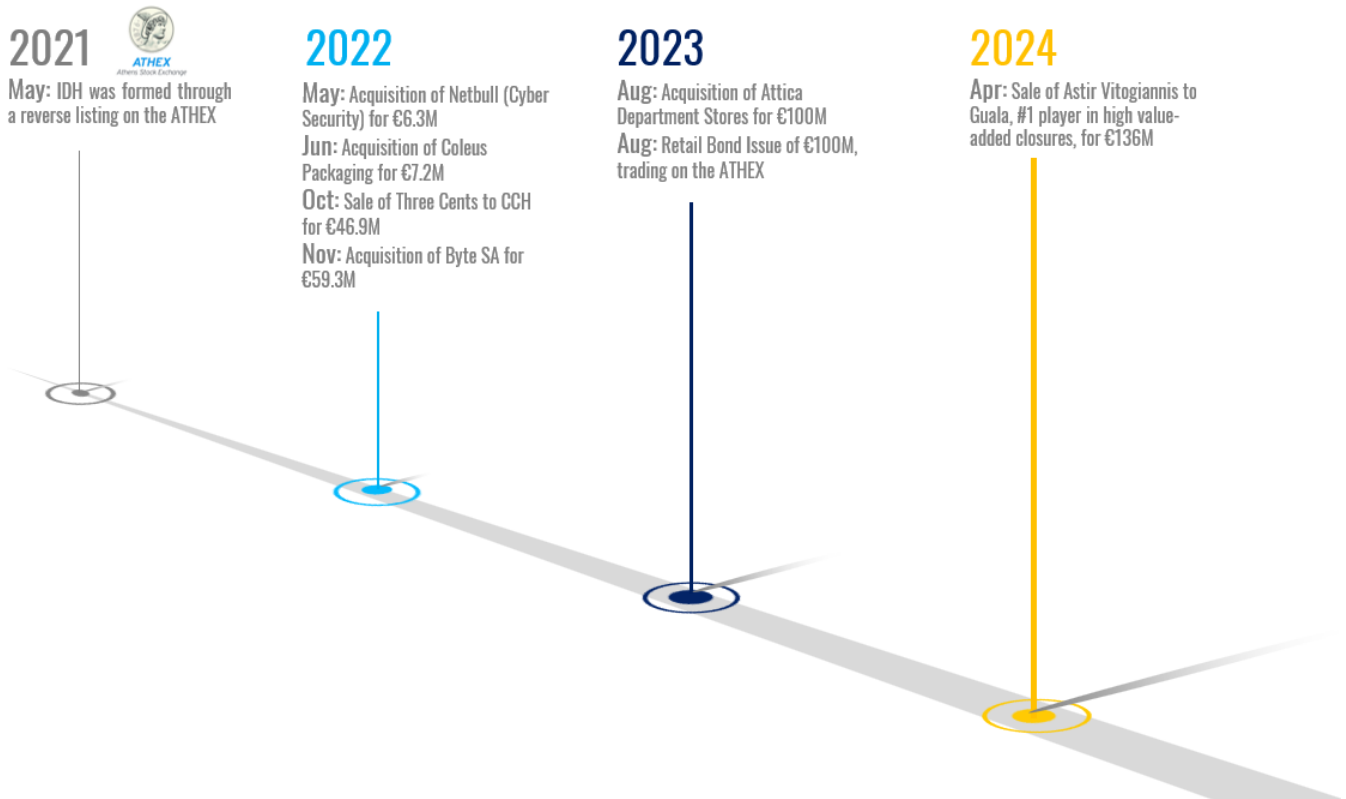 2021
ATHEX
Athens Stock Exchange
May: IDH was formed through
a reverse listing on the ATHEX
2022
May: Acquisition of Netbull (Cyber
Security) for €6.3M
Jun: Acquisition of Coleus
Packaging for €7.2M
Oct: Sale of Three Cents to CCH
for €46.9M
Nov: Acquisition of Byte SA for
€59.3M
2023
Aug: Acquisition of Attica
Department Stores for €100M
Aug: Retail Bond Issue of €100M,
trading on the ATHEX
2024
Apr: Sale of Astir Vitogiannis to
Guala, #1 player in high value-
added closures, for €136M